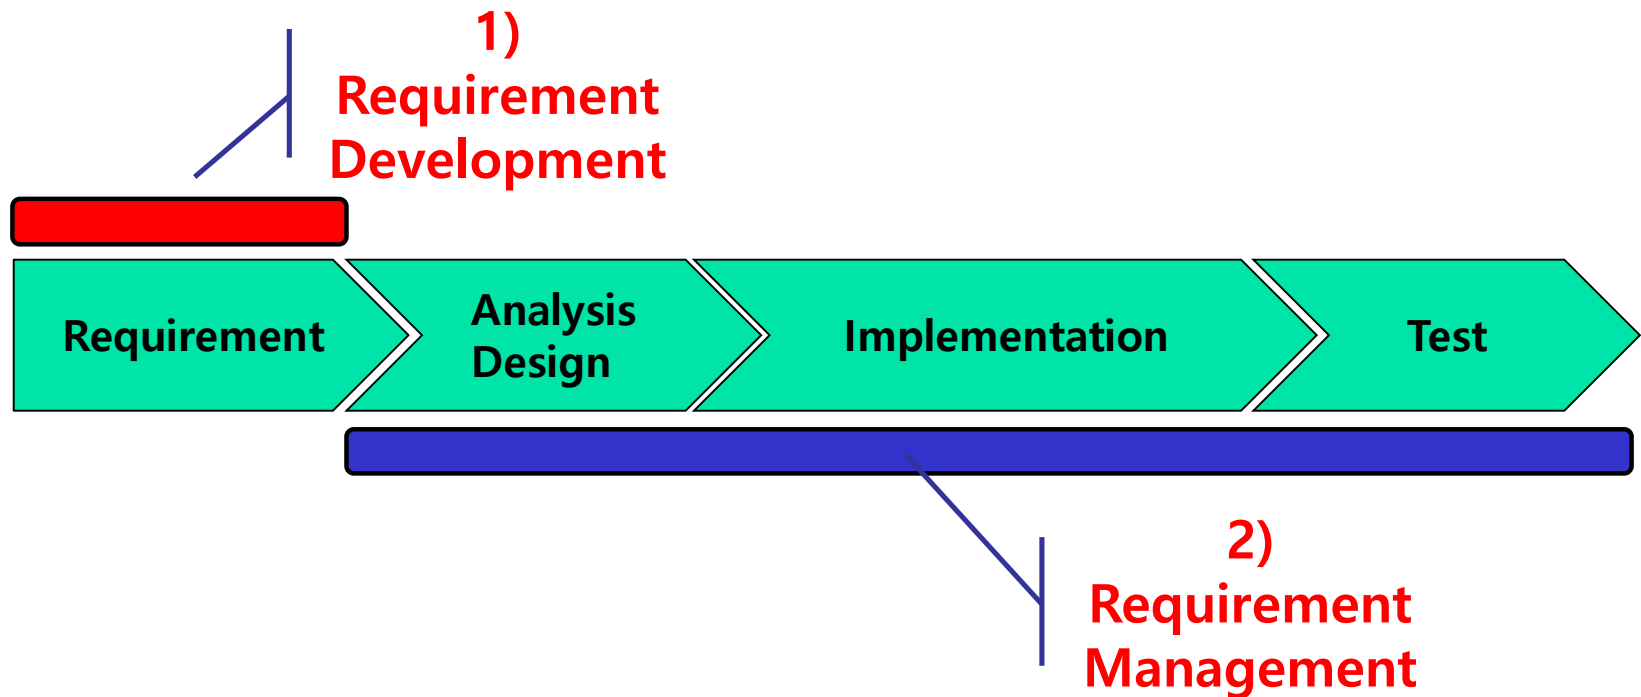 1)
Requirement
Development
Requirement
Analysis
Design
Implementation
Test
2)
Requirement
Management